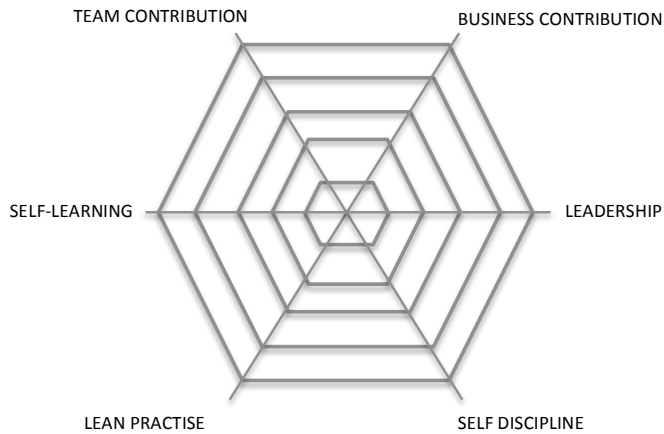 TEAM CONTRIBUTION
BUSINESS CONTRIBUTION
SELF-LEARNING
LEADERSHIP
LEAN PRACTISE
SELF DISCIPLINE